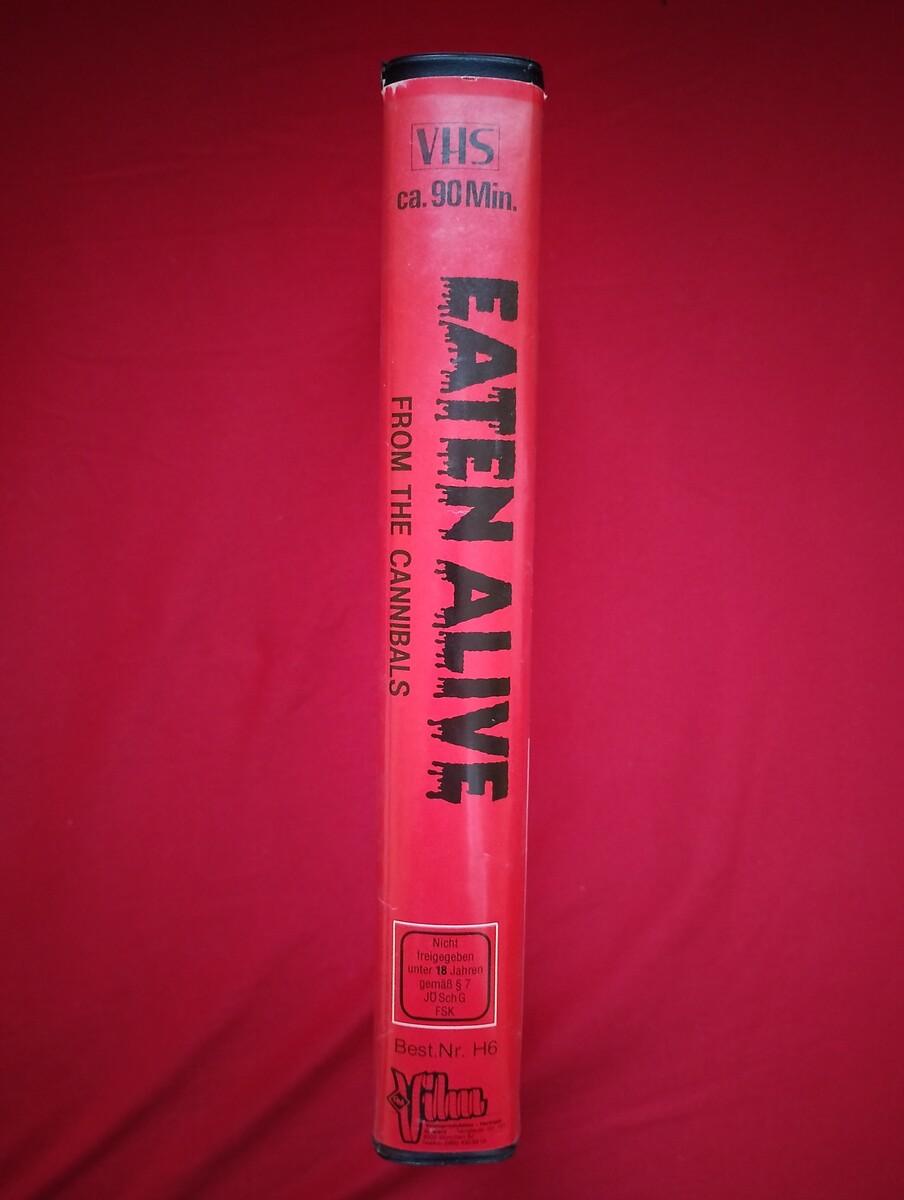 VHS
ca. 90 Min.
EATEN ALIVE
FROM THE CANNIBALS
Nicht
freigegeben
unter 18 Jahren
gemäß § 7
JÖSchG
FSK
Best.Nr. H6
Vilm